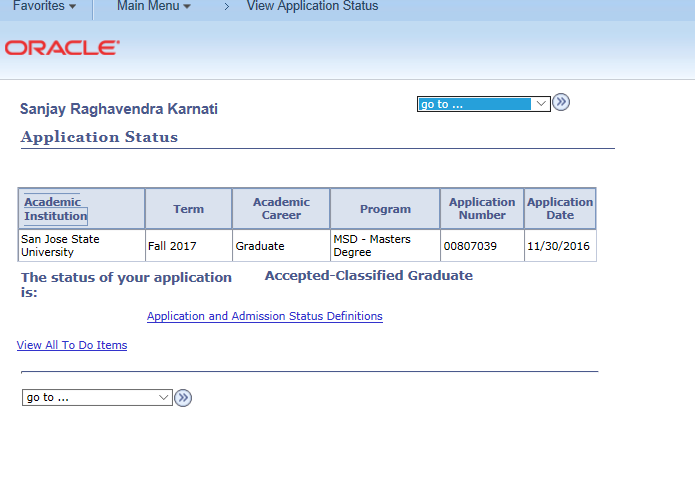 Favorites Main Menu > View Application Status
ORACLE
go to ...
Sanjay Raghavendra Karnati
Application Status
Academic Institution Term Academic Career Program Application Number Application Date
San Jose State University Fall 2017 Graduate MSD - Masters Degree 00807039 11/30/2016
The status of your application is: Accepted-Classified Graduate
Application and Admission Status Definitions
View All To Do Items
go to ...